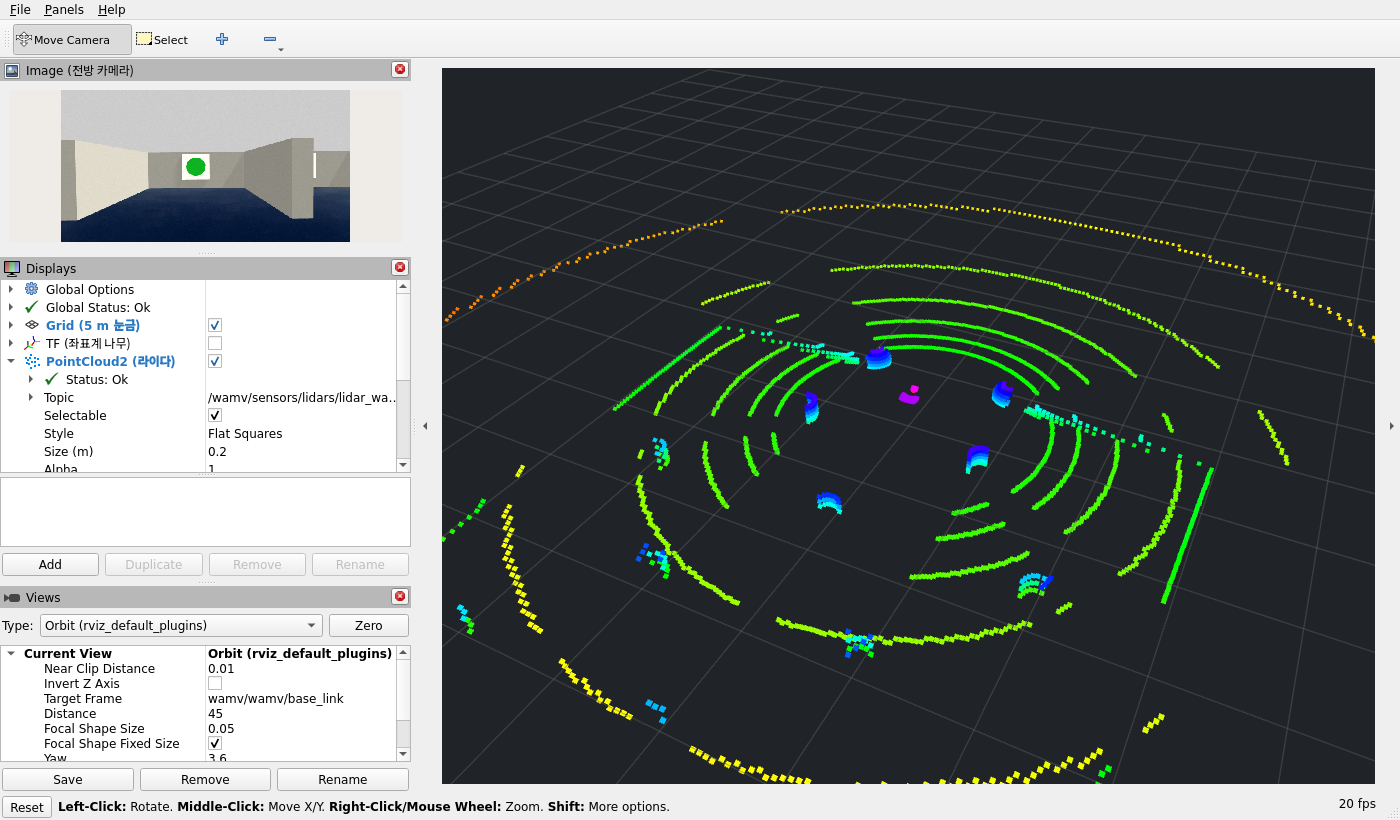 File Panels Help
Move Camera Select
Image (전방 카메라)
Displays
Global Options
Global Status: Ok
Grid (5 m 눈금)
TF (좌표계 나무)
PointCloud2 (라이다)
Status: Ok
Topic /wamv/sensors/lidars/lidar_wa...
Selectable
Style Flat Squares
Size (m) 0.2
Alpha 1
Add Duplicate Remove Rename
Views
Type: Orbit (rviz_default_plugins) Zero
Current View Orbit (rviz_default_plugins)
Near Clip Distance 0.01
Invert Z Axis
Target Frame wamv/wamv/base_link
Distance 45
Focal Shape Size 0.05
Focal Shape Fixed Size
Yaw 3.6
Save Remove Rename
Reset Left-Click: Rotate. Middle-Click: Move X/Y. Right-Click/Mouse Wheel: Zoom. Shift: More options. 20 fps